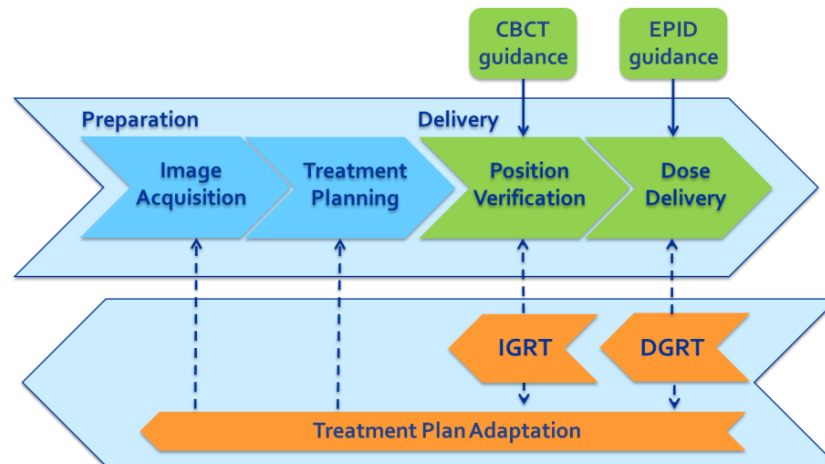 CBCT
guidance
EPID
guidance
Preparation
Delivery
Image
Acquisition
Treatment
Planning
Position
Verification
Dose
Delivery
IGRT
DGRT
Treatment Plan Adaptation